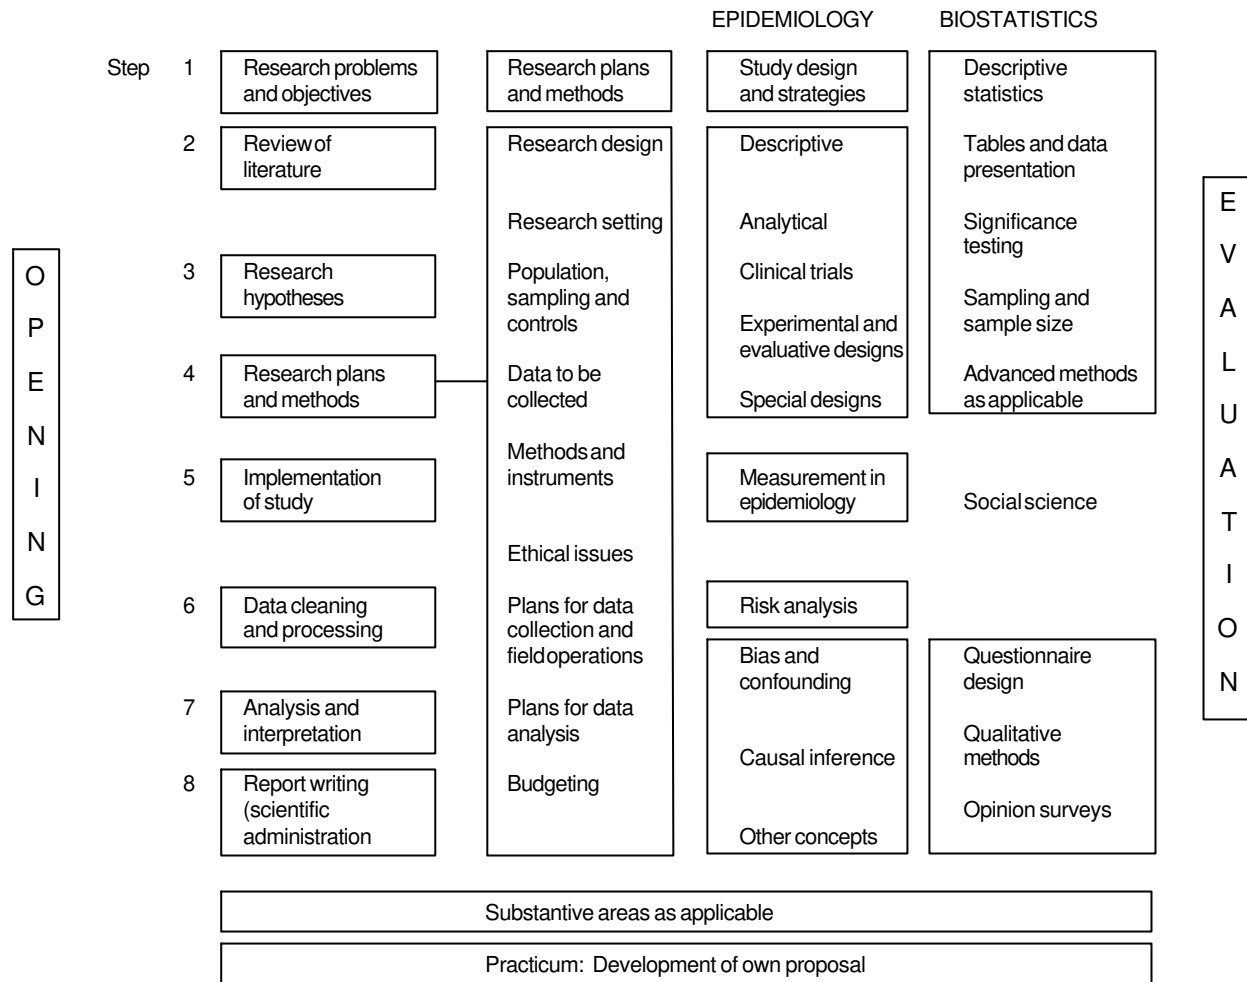 EPIDEMIOLOGY
BIOSTATISTICS
Step
1
Research problems
and objectives
2
Review of
literature
3
Research
hypotheses
4
Research plans
and methods
5
Implementation
of study
6
Data cleaning
and processing
7
Analysis and
interpretation
8
Report writing
(scientific
administration
Research plans
and methods
Research design
Research setting
Population,
sampling and
controls
Data to be
collected
Methods and
instruments
Ethical issues
Plans for data
collection and
field operations
Plans for data
analysis
Budgeting
Study design
and strategies
Descriptive
Analytical
Clinical trials
Experimental and
evaluative designs
Special designs
Measurement in
epidemiology
Risk analysis
Bias and
confounding
Causal inference
Other concepts
Descriptive
statistics
Tables and data
presentation
Significance
testing
Sampling and
sample size
Advanced methods
as applicable
Social science
Questionnaire
design
Qualitative
methods
Opinion surveys
OPENING
EVALUATION
Substantive areas as applicable
Practicum: Development of own proposal